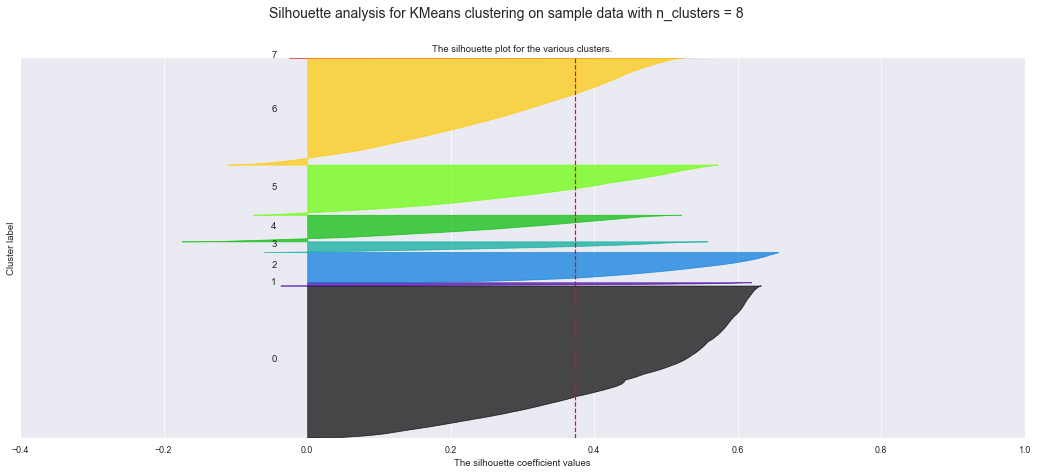 Silhouette analysis for KMeans clustering on sample data with n_clusters = 8
The silhouette plot for the various clusters.
7
6
5
4
3
2
1
0
Cluster label
−0.4 −0.2 0.0 0.2 0.4 0.6 0.8 1.0
The silhouette coefficient values